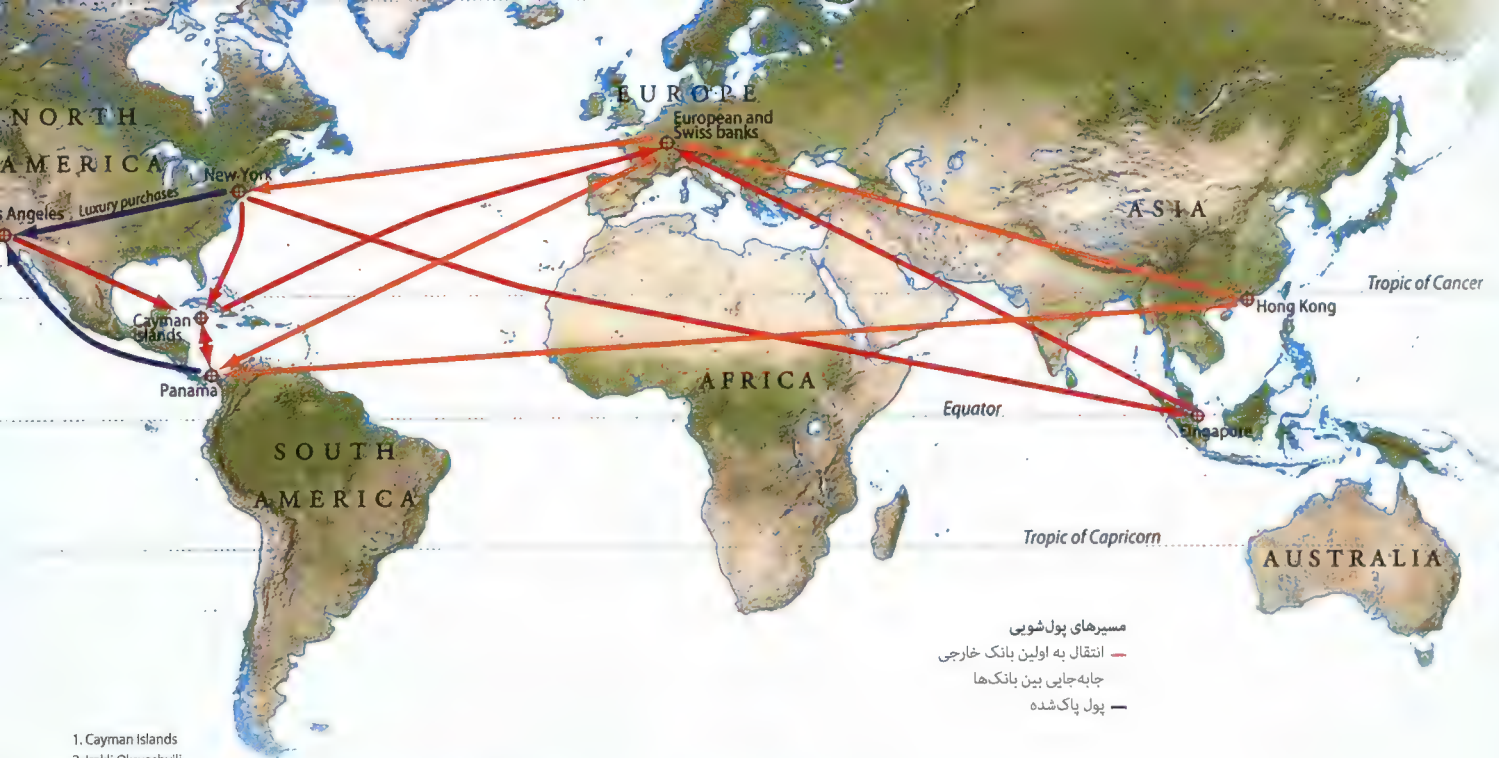 NORTH
AMERICA
EUROPE
European and
Swiss banks
New York
Luxury purchases
s Angeles
ASIA
Tropic of Cancer
Hong Kong
Cayman
Islands
Panama
AFRICA
Equator
Singapore
SOUTH
AMERICA
Tropic of Capricorn
AUSTRALIA
مسیرهای پول‌شویی
انتقال به اولین بانک خارجی
جابه‌جایی بین بانک‌ها
پول پاک‌شده
1. Cayman Islands